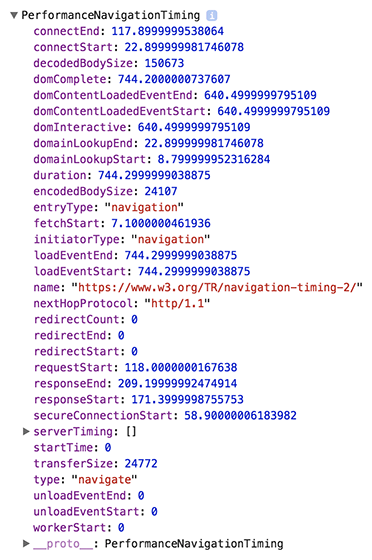 ▼ PerformanceNavigationTiming i
connectEnd: 117.8999999538064
connectStart: 22.899999981746078
decodedBodySize: 150673
domComplete: 744.2000000737607
domContentLoadedEventEnd: 640.4999999795109
domContentLoadedEventStart: 640.4999999795109
domInteractive: 640.4999999795109
domainLookupEnd: 22.899999981746078
domainLookupStart: 8.799999952316284
duration: 744.2999999038875
encodedBodySize: 24107
entryType: "navigation"
fetchStart: 7.1000000461936
initiatorType: "navigation"
loadEventEnd: 744.2999999038875
loadEventStart: 744.2999999038875
name: "https://www.w3.org/TR/navigation-timing-2/"
nextHopProtocol: "http/1.1"
redirectCount: 0
redirectEnd: 0
redirectStart: 0
requestStart: 118.0000000167638
responseEnd: 209.19999992474914
responseStart: 171.3999998755753
secureConnectionStart: 58.90000006183982
▶ serverTiming: []
startTime: 0
transferSize: 24772
type: "navigate"
unloadEventEnd: 0
unloadEventStart: 0
workerStart: 0
▶ __proto__: PerformanceNavigationTiming